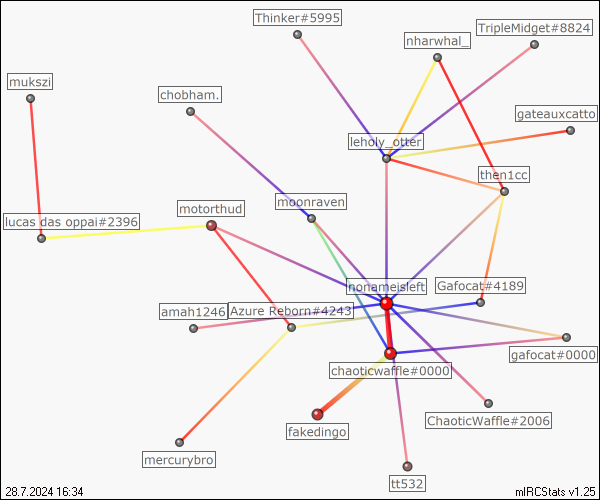 Thinker#5995
TripleMidget#8824
nharwhal_
mukszi
chobham.
gateauxcatto
leholy_otter
then1cc
moonraven
motorthud
lucas das oppai#2396
nonameisleft
Gafocat#4189
amah1246
Azure Reborn#4243
gafocat#0000
chaoticwaffle#0000
ChaoticWaffle#2006
fakedingo
mercurybro
tt532
28.7.2024 16:34
mIRCStats v1.25